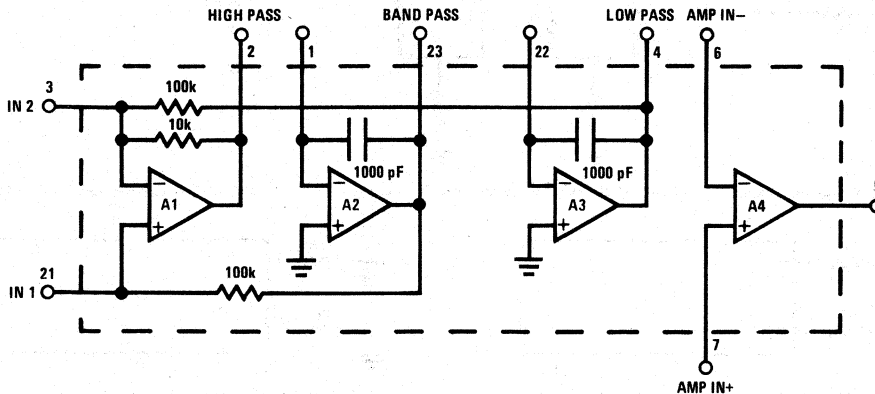 HIGH PASS
BAND PASS
LOW PASS
AMP IN−
2
1
23
22
4
6
3
IN 2
100k
10k
1000 pF
1000 pF
−
A1
+
−
A2
+
−
A3
+
−
A4
+
21
IN 1
100k
7
AMP IN+